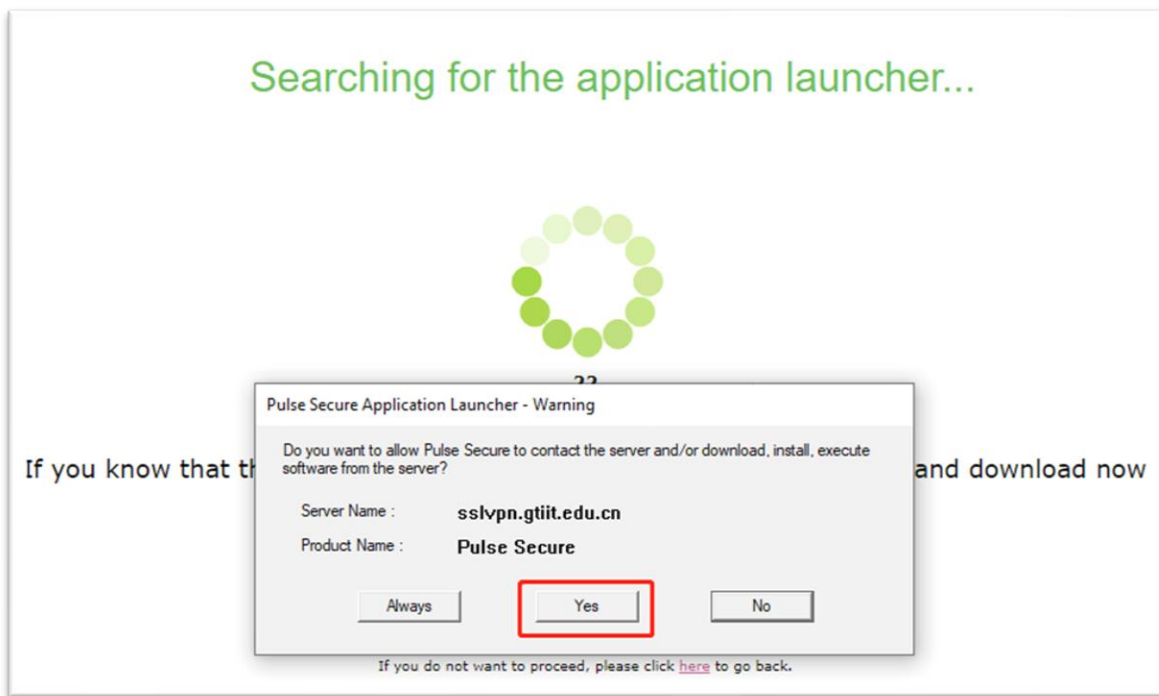 Searching for the application launcher...
Pulse Secure Application Launcher - Warning
Do you want to allow Pulse Secure to contact the server and/or download, install, execute
software from the server?
If you know that th
and download now
Server Name :
sslvpn.gtiit.edu.cn
Product Name :
Pulse Secure
Always
Yes
No
If you do not want to proceed, please click here to go back.